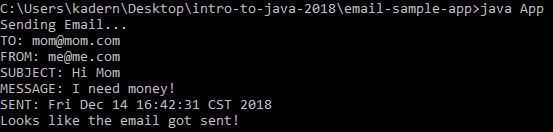 C:\Users\kadern\Desktop\intro-to-java-2018\email-sample-app>java App
Sending Email...
TO: mom@mom.com
FROM: me@me.com
SUBJECT: Hi Mom
MESSAGE: I need money!
SENT: Fri Dec 14 16:42:31 CST 2018
Looks like the email got sent!